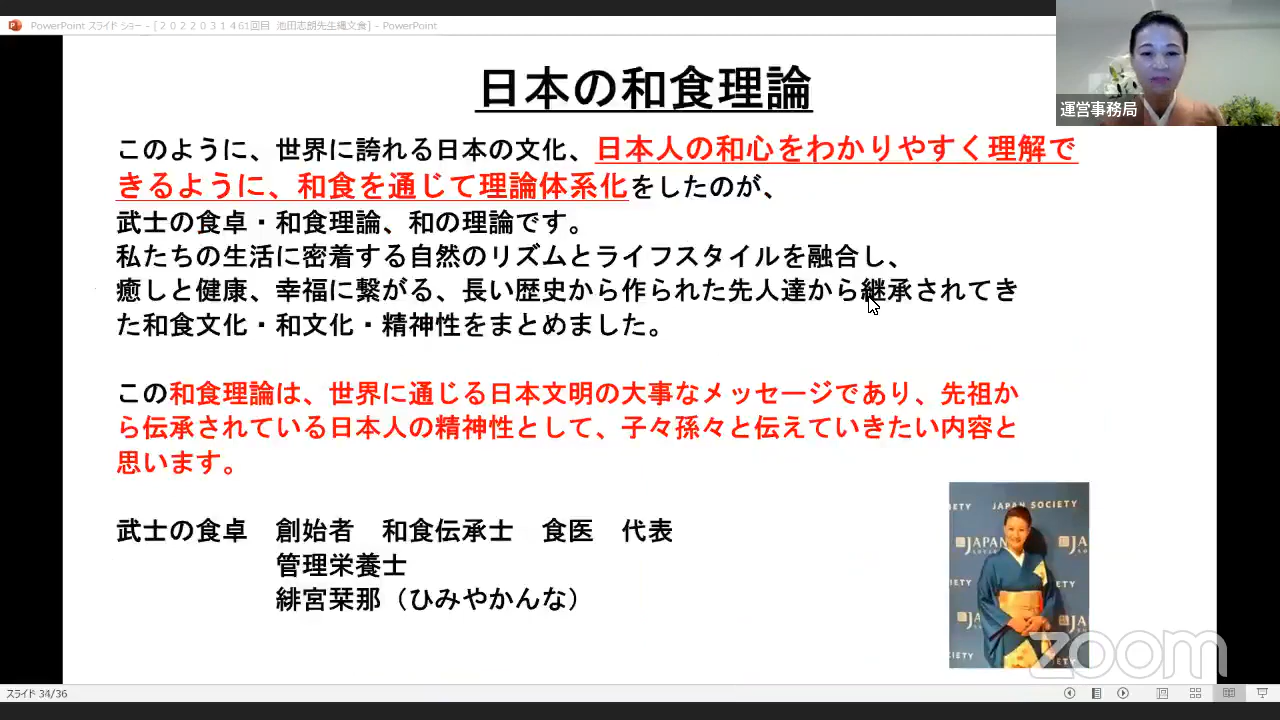 PowerPoint スライド ショー - [２０２２０３１４６1回目 池田志朗先生縄文食] - PowerPoint
運営事務局
日本の和食理論
このように、世界に誇れる日本の文化、日本人の和心をわかりやすく理解で
きるように、和食を通じて理論体系化をしたのが、
武士の食卓・和食理論、和の理論です。
私たちの生活に密着する自然のリズムとライフスタイルを融合し、
癒しと健康、幸福に繋がる、長い歴史から作られた先人達から継承されてき
た和食文化・和文化・精神性をまとめました。
この和食理論は、世界に通じる日本文明の大事なメッセージであり、先祖か
ら伝承されている日本人の精神性として、子々孫々と伝えていきたい内容と
思います。
武士の食卓　創始者　和食伝承士　食医　代表
管理栄養士
緋宮栞那（ひみやかんな）
IETY JAPAN SOCIETY
JAPAN
IETY
zoom
スライド 34/36